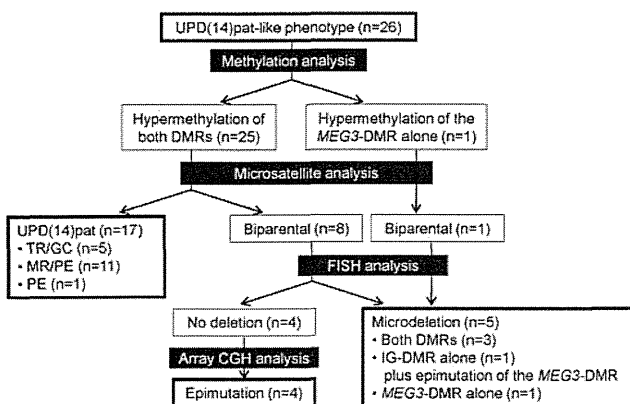 UPD(14)pat-like phenotype (n=26)
Methylation analysis
Hypermethylation of
both DMRs (n=25)
Hypermethylation of the
MEG3-DMR alone (n=1)
Microsatellite analysis
UPD(14)pat (n=17)
• TR/GC (n=5)
• MR/PE (n=11)
• PE (n=1)
Biparental (n=8)
Biparental (n=1)
FISH analysis
No deletion (n=4)
Array CGH analysis
Epimutation (n=4)
Microdeletion (n=5)
• Both DMRs (n=3)
• IG-DMR alone (n=1)
plus epimutation of the MEG3-DMR
• MEG3-DMR alone (n=1)